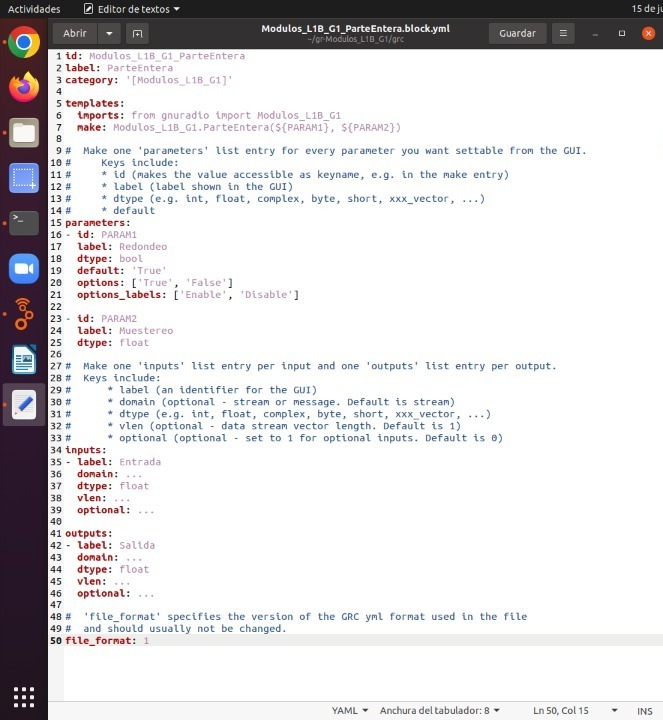 Actividades Editor de textos 15 de ju
Abrir Modulos_L1B_G1_ParteEntera.block.yml Guardar
~/gr-Modulos_L1B_G1/grc
1 id: Modulos_L1B_G1_ParteEntera
2 label: ParteEntera
3 category: '[Modulos_L1B_G1]'
4
5 templates:
6 imports: from gnuradio import Modulos_L1B_G1
7 make: Modulos_L1B_G1.ParteEntera(${PARAM1}, ${PARAM2})
8
9 # Make one 'parameters' list entry for every parameter you want settable from the GUI.
10 # Keys include:
11 # * id (makes the value accessible as keyname, e.g. in the make entry)
12 # * label (label shown in the GUI)
13 # * dtype (e.g. int, float, complex, byte, short, xxx_vector, ...)
14 # * default
15 parameters:
16 - id: PARAM1
17 label: Redondeo
18 dtype: bool
19 default: 'True'
20 options: ['True', 'False']
21 options_labels: ['Enable', 'Disable']
22
23 - id: PARAM2
24 label: Muestereo
25 dtype: float
26
27 # Make one 'inputs' list entry per input and one 'outputs' list entry per output.
28 # Keys include:
29 # * label (an identifier for the GUI)
30 # * domain (optional - stream or message. Default is stream)
31 # * dtype (e.g. int, float, complex, byte, short, xxx_vector, ...)
32 # * vlen (optional - data stream vector length. Default is 1)
33 # * optional (optional - set to 1 for optional inputs. Default is 0)
34 inputs:
35 - label: Entrada
36 domain: ...
37 dtype: float
38 vlen: ...
39 optional: ...
40
41 outputs:
42 - label: Salida
43 domain: ...
44 dtype: float
45 vlen: ...
46 optional: ...
47
48 # 'file_format' specifies the version of the GRC yml format used in the file
49 # and should usually not be changed.
50 file_format: 1
YAML Anchura del tabulador: 8 Ln 50, Col 15 INS